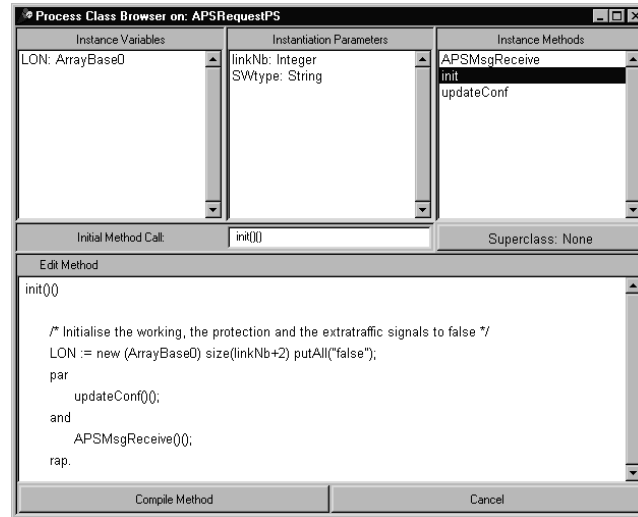 Process Class Browser on: APSRequestPS
Instance Variables
Instantiation Parameters
Instance Methods
LON: ArrayBase0
linkNb: Integer
SWtype: String
APSMsgReceive
init
updateConf
Initial Method Call:
init()()
Superclass: None
Edit Method
init()()
/* Initialise the working, the protection and the extratraffic signals to false */
LON := new (ArrayBase0) size(linkNb+2) putAll("false");
par
updateConf()();
and
APSMsgReceive()();
rap.
Compile Method
Cancel